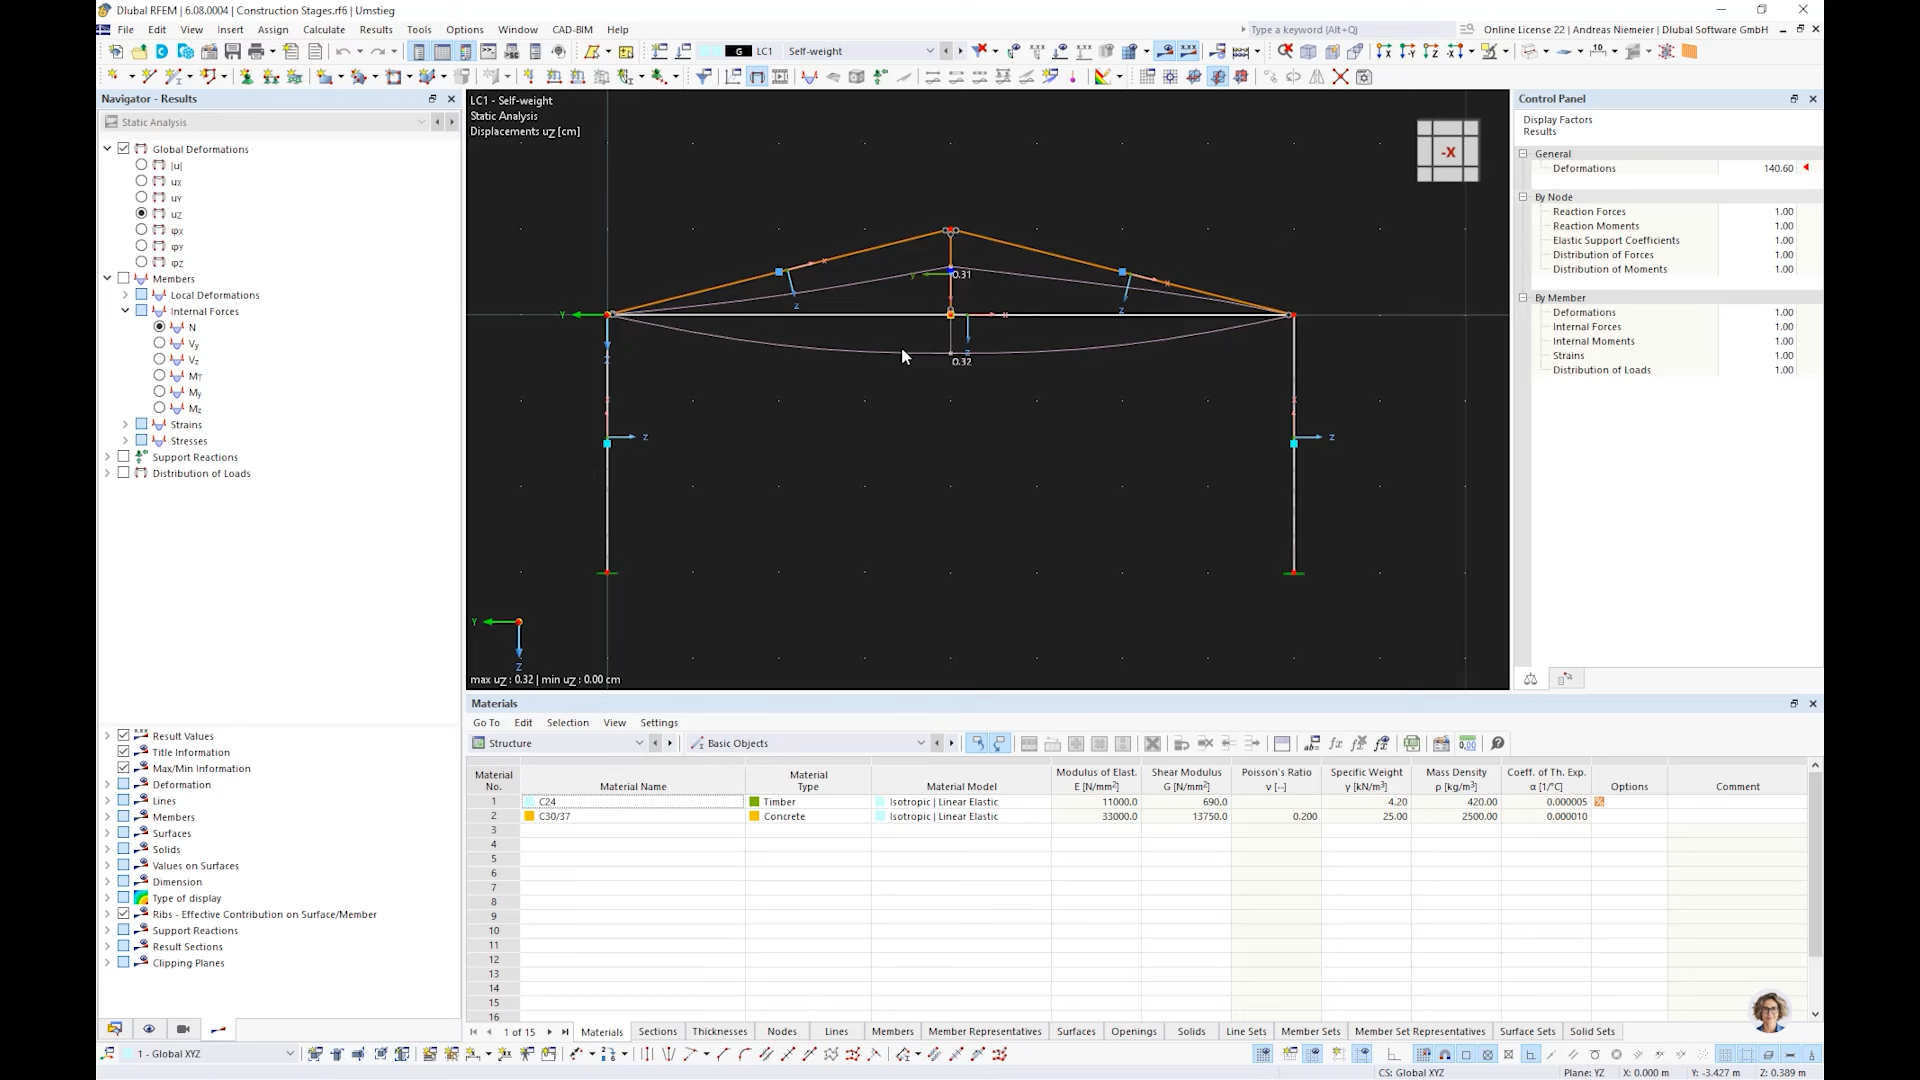 Dlubal RFEM | 6.08.0004 | Construction Stages.rf6 | Umstieg
File Edit View Insert Assign Calculate Results Tools Options Window CAD-BIM Help
Type a keyword (Alt+Q)
Online License 22 | Andreas Niemeier | Dlubal Software GmbH
G LC1 Self-weight
Navigator - Results
Static Analysis
Global Deformations
|u|
uX
uY
uZ
φX
φY
φZ
Members
Local Deformations
Internal Forces
N
Vy
Vz
MT
My
Mz
Strains
Stresses
Support Reactions
Distribution of Loads
Result Values
Title Information
Max/Min Information
Deformation
Lines
Members
Surfaces
Solids
Values on Surfaces
Dimension
Type of display
Ribs - Effective Contribution on Surface/Member
Support Reactions
Result Sections
Clipping Planes
1 - Global XYZ
LC1 - Self-weight
Static Analysis
Displacements uZ [cm]
-X
0.31
0.32
x
y
z
z
x
z
x
Y
Z
x
z
x
z
Y
Z
max uZ : 0.32 | min uZ : 0.00 cm
Control Panel
Display Factors
Results
General
Deformations 140.60
By Node
Reaction Forces 1.00
Reaction Moments 1.00
Elastic Support Coefficients 1.00
Distribution of Forces 1.00
Distribution of Moments 1.00
By Member
Deformations 1.00
Internal Forces 1.00
Internal Moments 1.00
Strains 1.00
Distribution of Loads 1.00
Materials
Go To Edit Selection View Settings
Structure Basic Objects
Material No. Material Name Material Type Material Model Modulus of Elast. E [N/mm²] Shear Modulus G [N/mm²] Poisson's Ratio ν [--] Specific Weight γ [kN/m³] Mass Density ρ [kg/m³] Coeff. of Th. Exp. α [1/°C] Options Comment
1 C24 Timber Isotropic | Linear Elastic 11000.0 690.0 4.20 420.00 0.000005
2 C30/37 Concrete Isotropic | Linear Elastic 33000.0 13750.0 0.200 25.00 2500.00 0.000010
3
4
5
6
7
8
9
10
11
12
13
14
15
16
1 of 15 Materials Sections Thicknesses Nodes Lines Members Member Representatives Surfaces Openings Solids Line Sets Member Sets Member Set Representatives Surface Sets Solid Sets
CS: Global XYZ Plane: YZ X: 0.000 m Y: -3.427 m Z: 0.389 m